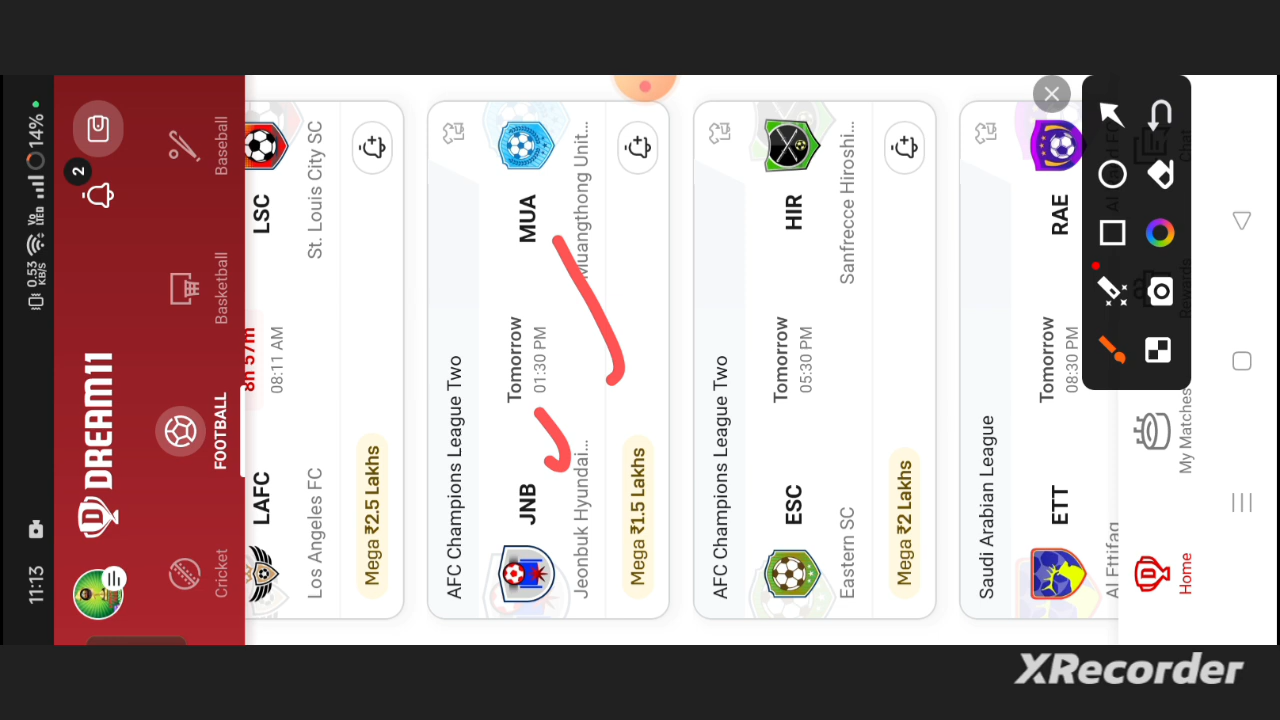 11:13
0.53 KB/S Vo LTED 14%
DREAM11
2
Cricket
FOOTBALL
Basketball
Baseball
LAFC
LSC
08:11 AM
Los Angeles FC
St. Louis City SC
Mega ₹2.5 Lakhs
AFC Champions League Two
JNB
Tomorrow
01:30 PM
MUA
Jeonbuk Hyundai...
Muangthong Unit...
Mega ₹1.5 Lakhs
AFC Champions League Two
ESC
Tomorrow
05:30 PM
HIR
Eastern SC
Sanfrecce Hiroshi...
Mega ₹2 Lakhs
Saudi Arabian League
ETT
Tomorrow
08:30 PM
RAE
Al Ettifaq
Home
My Matches
Rewards
Chat
XRecorder